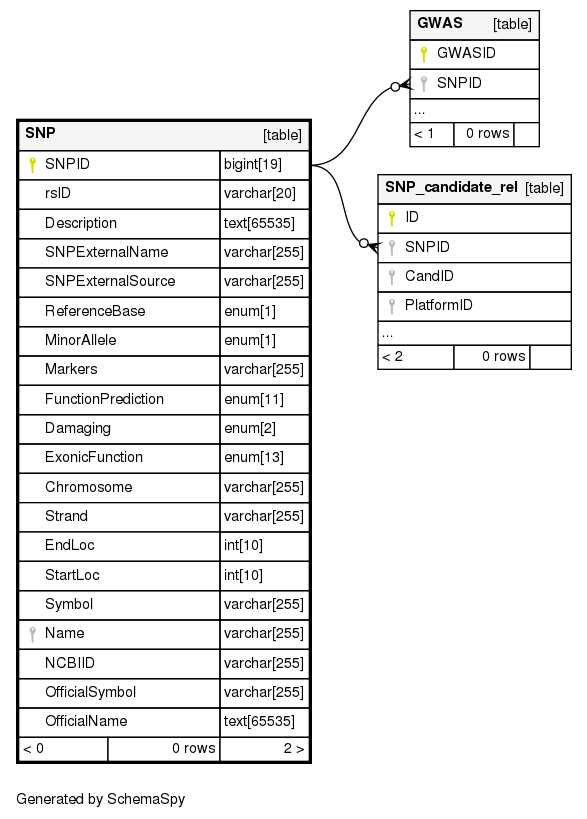 GWAS [table]
GWASID
SNPID
...
< 1 0 rows
SNP [table]
SNPID bigint[19]
rsID varchar[20]
Description text[65535]
SNPExternalName varchar[255]
SNPExternalSource varchar[255]
ReferenceBase enum[1]
MinorAllele enum[1]
Markers varchar[255]
FunctionPrediction enum[11]
Damaging enum[2]
ExonicFunction enum[13]
Chromosome varchar[255]
Strand varchar[255]
EndLoc int[10]
StartLoc int[10]
Symbol varchar[255]
Name varchar[255]
NCBIID varchar[255]
OfficialSymbol varchar[255]
OfficialName text[65535]
< 0 0 rows 2 >
SNP_candidate_rel [table]
ID
SNPID
CandID
PlatformID
...
< 2 0 rows
Generated by SchemaSpy